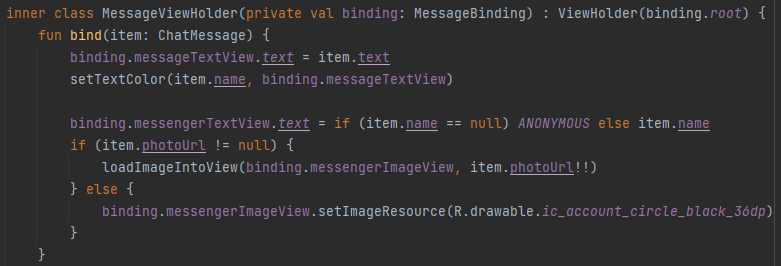 inner class MessageViewHolder(private val binding: MessageBinding) : ViewHolder(binding.root) {
    fun bind(item: ChatMessage) {
        binding.messageTextView.text = item.text
        setTextColor(item.name, binding.messageTextView)

        binding.messengerTextView.text = if (item.name == null) ANONYMOUS else item.name
        if (item.photoUrl != null) {
            loadImageIntoView(binding.messengerImageView, item.photoUrl!!)
        } else {
            binding.messengerImageView.setImageResource(R.drawable.ic_account_circle_black_36dp)
        }
    }